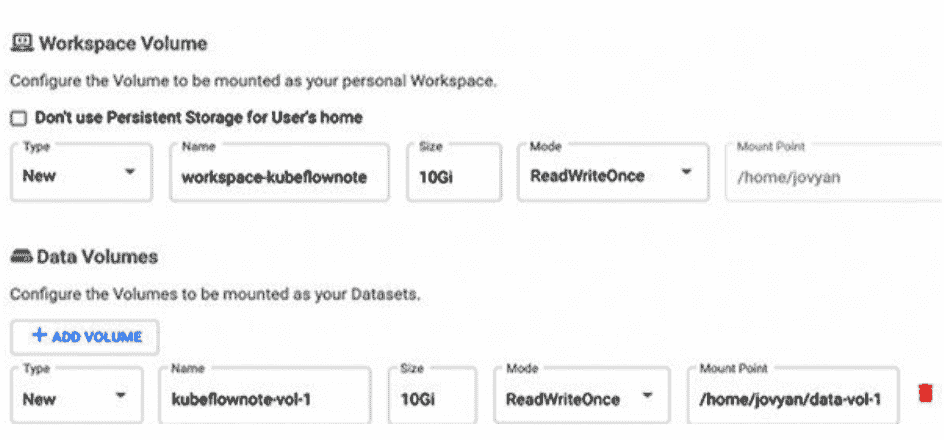 Workspace Volume
Configure the Volume to be mounted as your personal Workspace.
Don't use Persistent Storage for User's home
Type Name Size Mode Mount Point
New workspace-kubeflownote 10Gi ReadWriteOnce /home/jovyan
Data Volumes
Configure the Volumes to be mounted as your Datasets.
+ ADD VOLUME
Type Name Size Mode Mount Point
New kubeflownote-vol-1 10Gi ReadWriteOnce /home/jovyan/data-vol-1